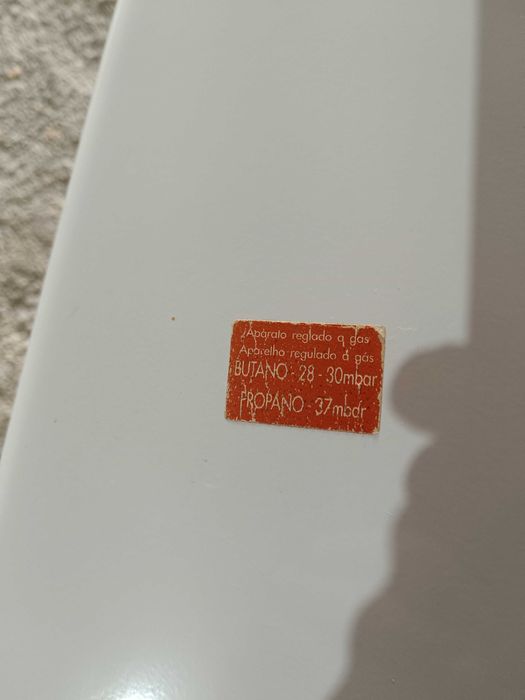 Aparato reglado a gas
Aparelho regulado a gás
BUTANO - 28 - 30mbar
PROPANO - 37mbar